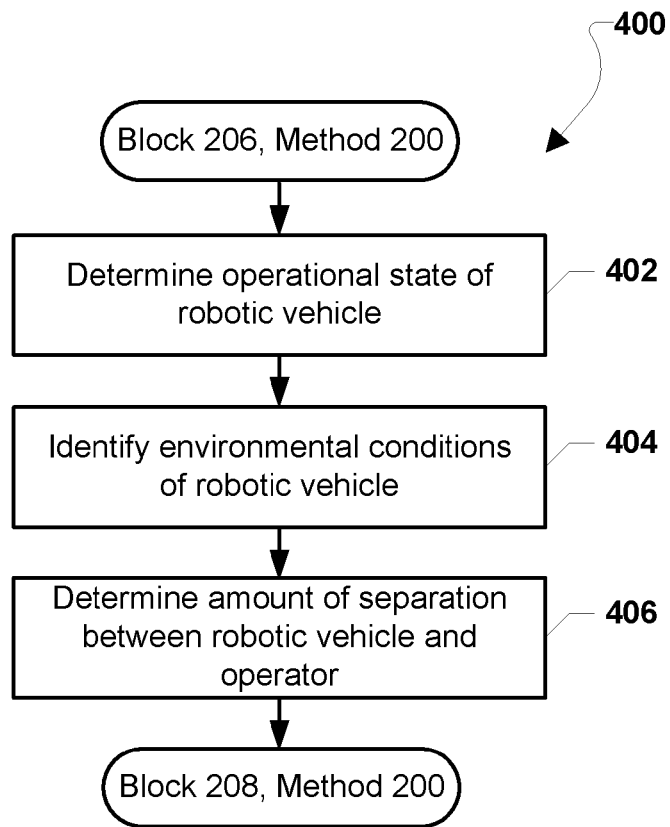 400
Block 206, Method 200
Determine operational state of
robotic vehicle
402
Identify environmental conditions
of robotic vehicle
404
Determine amount of separation
between robotic vehicle and
operator
406
Block 208, Method 200